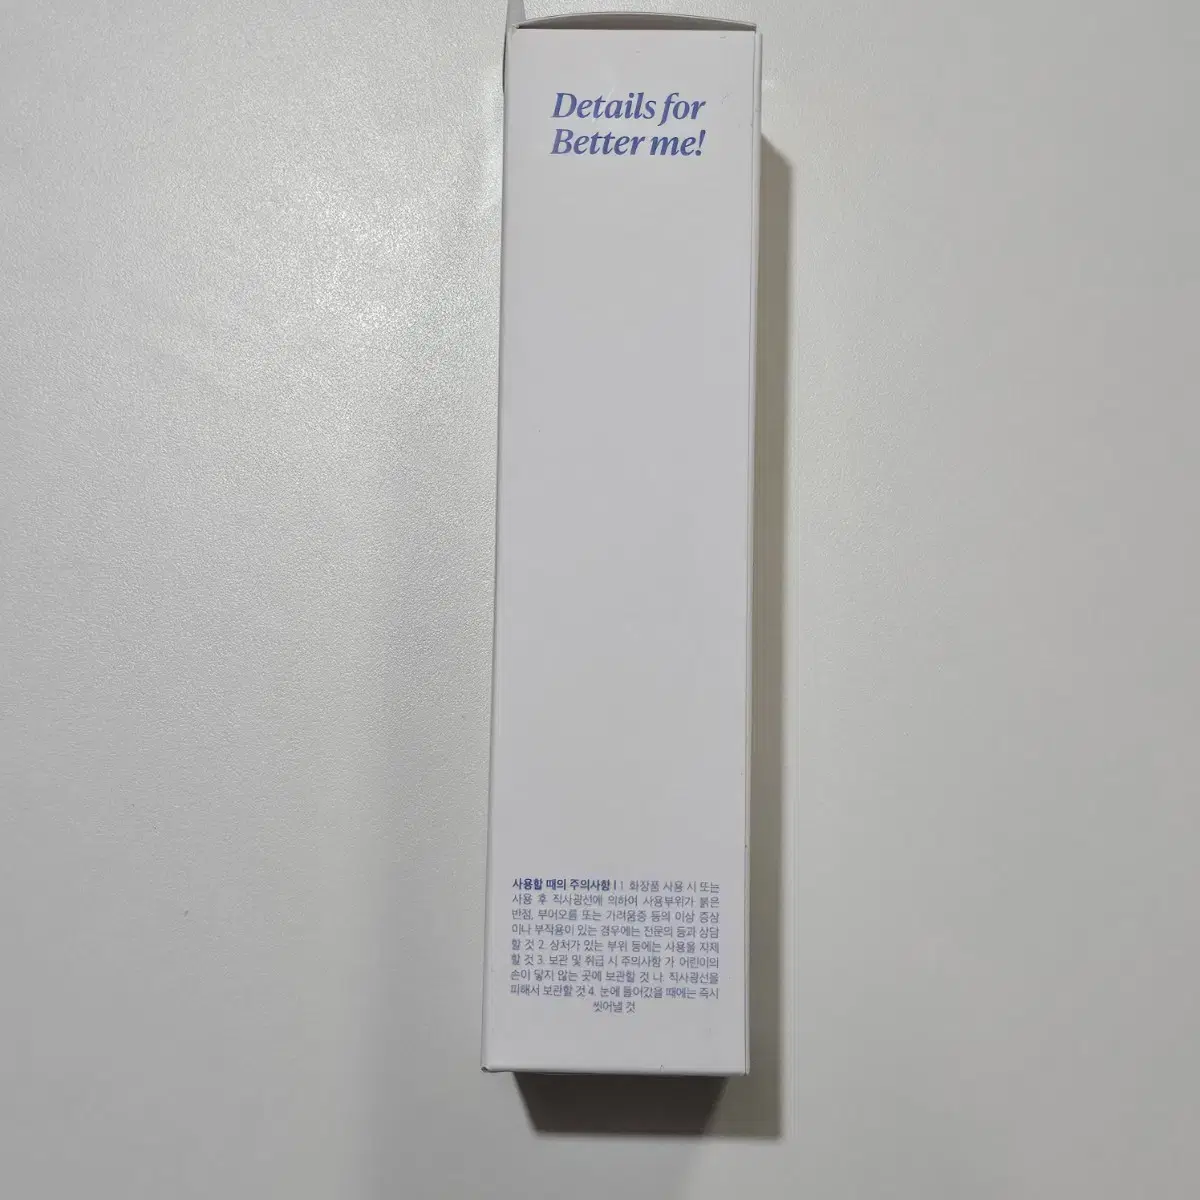 Details for
Better me!
사용할 때의 주의사항 | 1. 화장품 사용 시 또는
사용 후 직사광선에 의하여 사용부위가 붉은
반점, 부어오름 또는 가려움증 등의 이상 증상
이나 부작용이 있는 경우에는 전문의 등과 상담
할 것 2. 상처가 있는 부위 등에는 사용을 자제
할 것 3. 보관 및 취급 시 주의사항 가. 어린이의
손이 닿지 않는 곳에 보관할 것 나. 직사광선을
피해서 보관할 것 4. 눈에 들어갔을 때에는 즉시
씻어낼 것